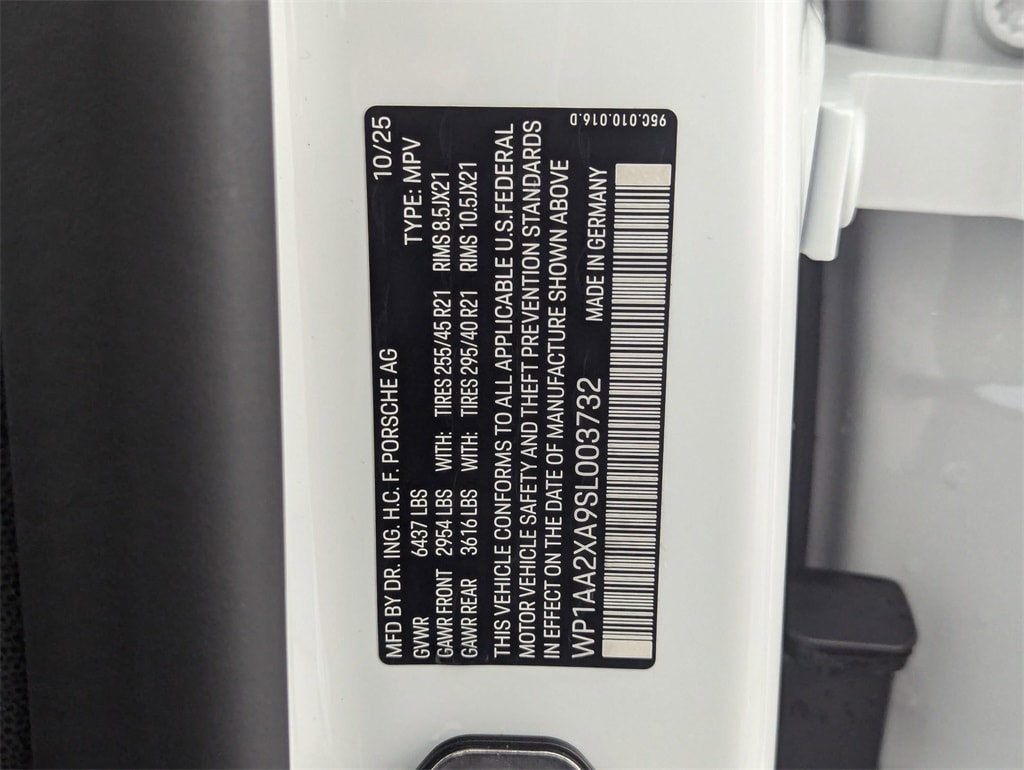 MFD BY DR. ING. H.C. F. PORSCHE AG 10/25
GVWR 6437 LBS TYPE: MPV
GAWR FRONT 2954 LBS WITH: TIRES 255/45 R21 RIMS 8.5JX21
GAWR REAR 3616 LBS WITH: TIRES 295/40 R21 RIMS 10.5JX21
THIS VEHICLE CONFORMS TO ALL APPLICABLE U.S.FEDERAL
MOTOR VEHICLE SAFETY AND THEFT PREVENTION STANDARDS
IN EFFECT ON THE DATE OF MANUFACTURE SHOWN ABOVE
WP1AA2XA9SL003732 MADE IN GERMANY
95C.010.016.D